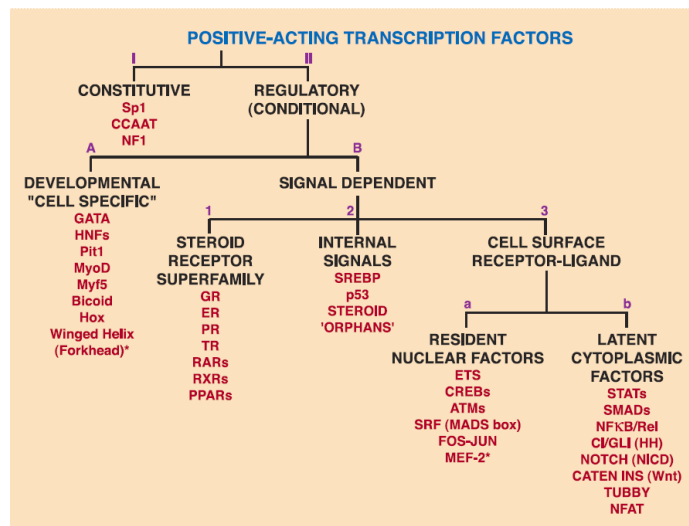 POSITIVE-ACTING TRANSCRIPTION FACTORS
I
II
CONSTITUTIVE
Sp1
CCAAT
NF1
REGULATORY
(CONDITIONAL)
A
B
DEVELOPMENTAL
"CELL SPECIFIC"
GATA
HNFs
Pit1
MyoD
Myf5
Bicoid
Hox
Winged Helix
(Forkhead)*
SIGNAL DEPENDENT
1
2
3
STEROID
RECEPTOR
SUPERFAMILY
GR
ER
PR
TR
RARs
RXRs
PPARs
INTERNAL
SIGNALS
SREBP
p53
STEROID
'ORPHANS'
CELL SURFACE
RECEPTOR-LIGAND
a
b
RESIDENT
NUCLEAR FACTORS
ETS
CREBs
ATMs
SRF (MADS box)
FOS-JUN
MEF-2*
LATENT
CYTOPLASMIC
FACTORS
STATs
SMADs
NFKB/Rel
CI/GLI (HH)
NOTCH (NICD)
CATEN INS (Wnt)
TUBBY
NFAT